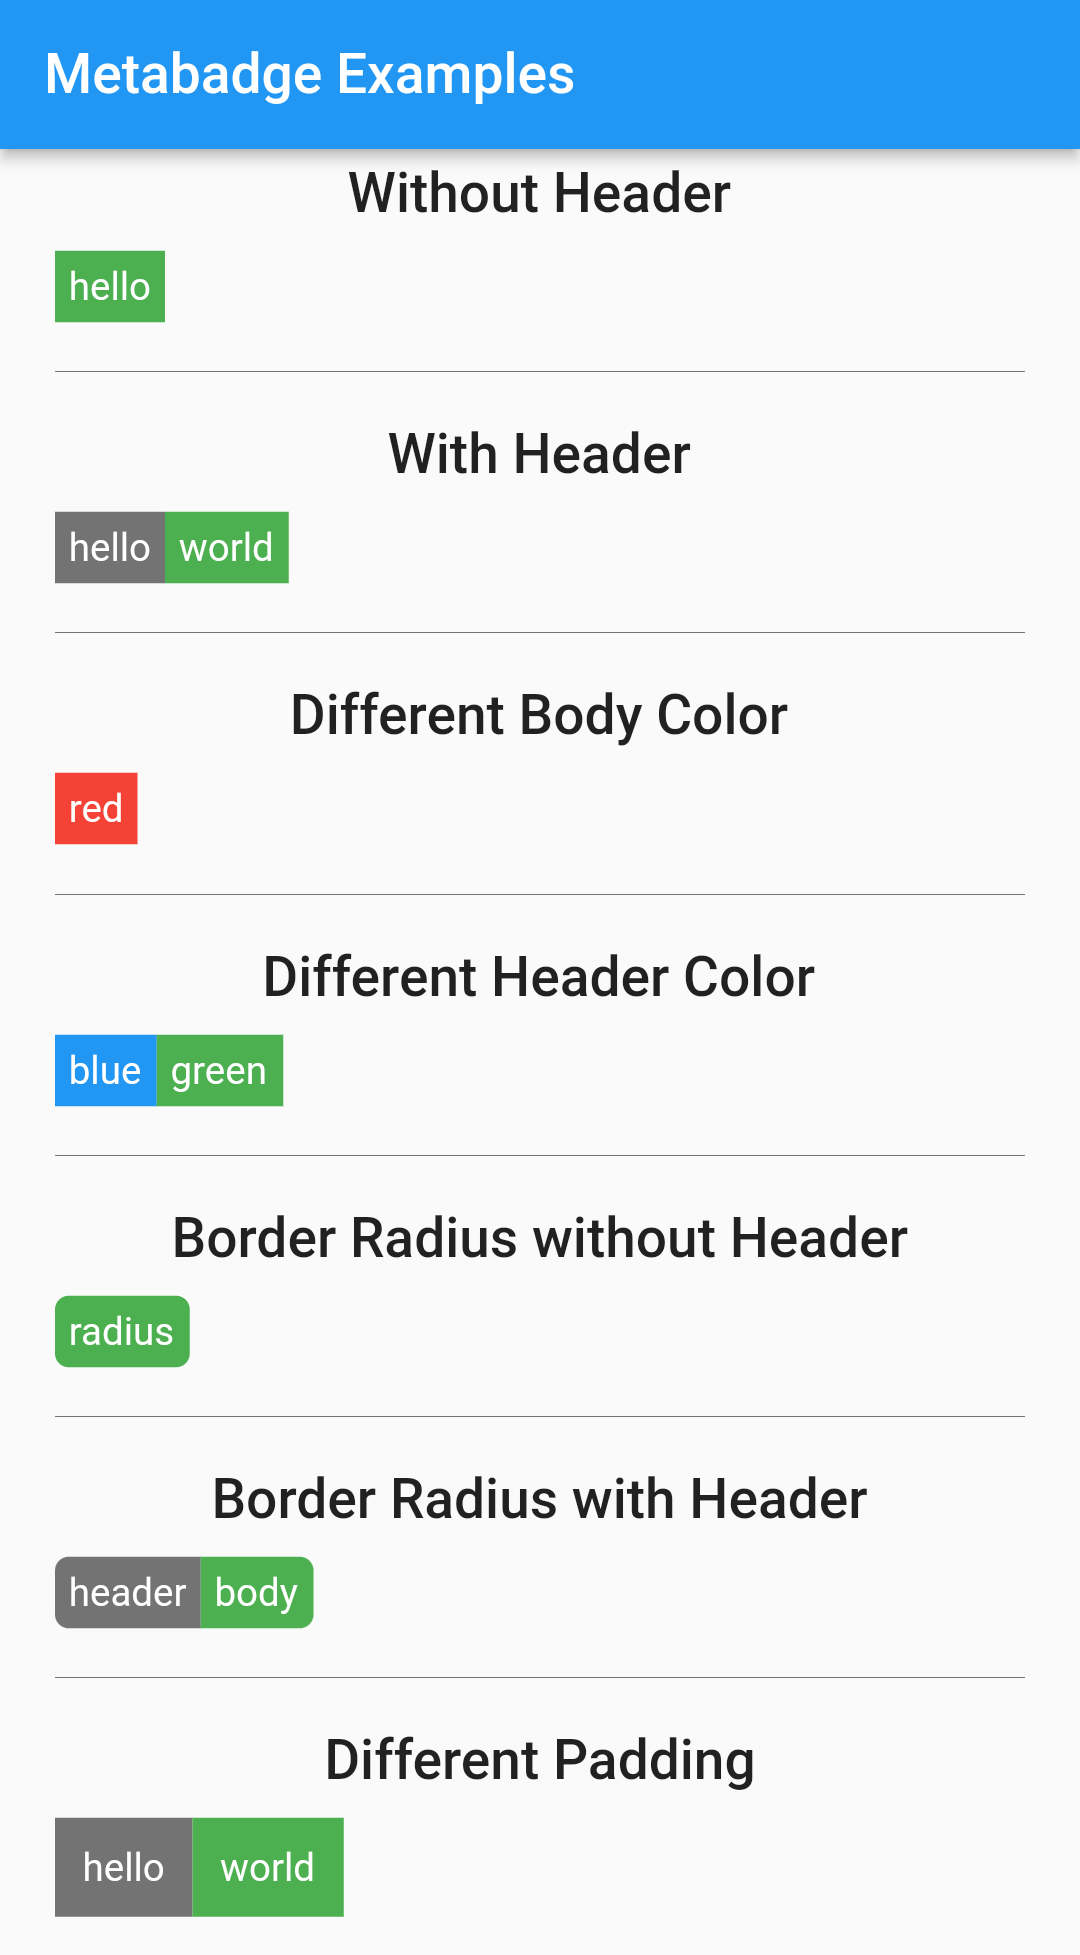 Metabadge Examples
Without Header
hello
With Header
hello world
Different Body Color
red
Different Header Color
blue green
Border Radius without Header
radius
Border Radius with Header
header body
Different Padding
hello world